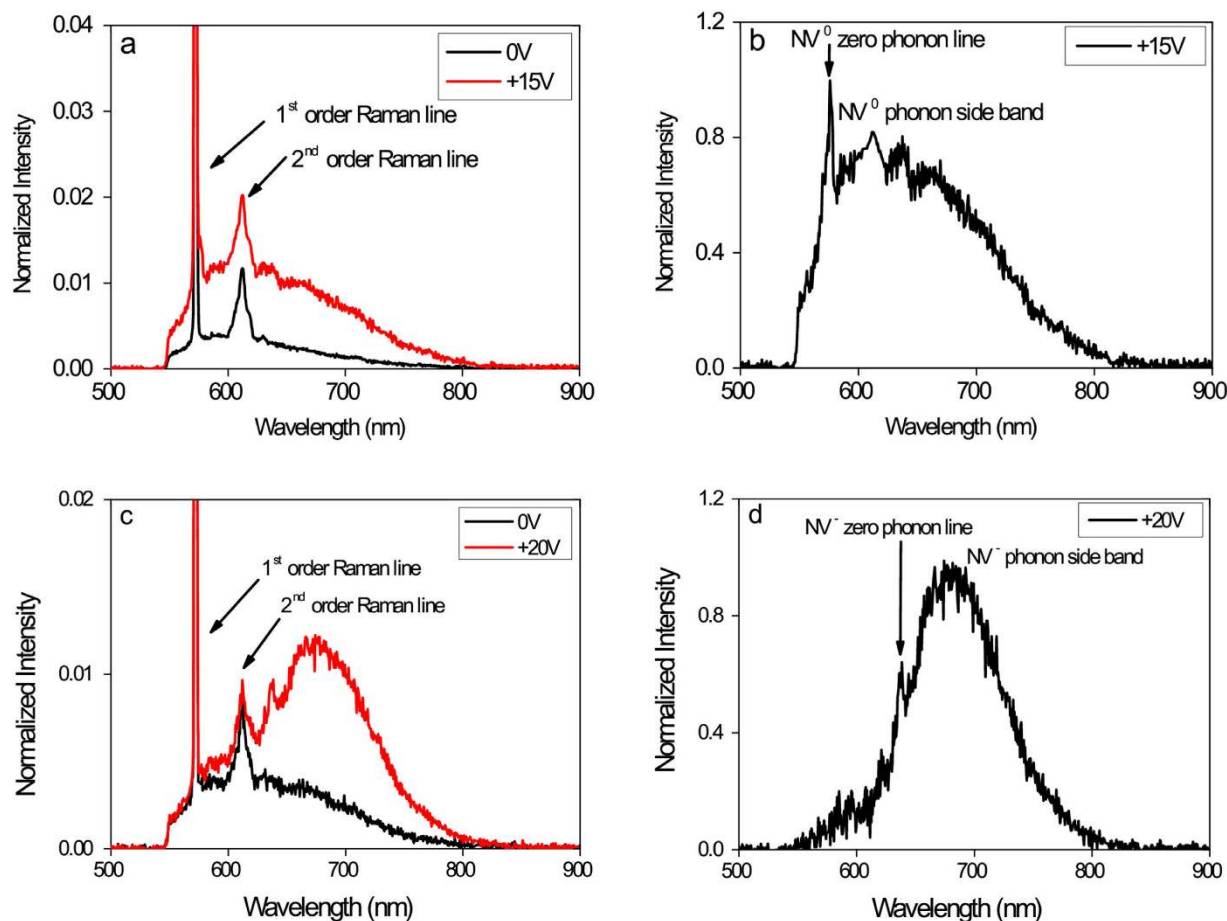 a
0V
+15V
1st order Raman line
2nd order Raman line
0.04
0.03
0.02
0.01
0.00
Normalized Intensity
500 600 700 800 900
Wavelength (nm)
b
NV0 zero phonon line
+15V
NV0 phonon side band
1.2
0.8
0.4
0.0
Normalized Intensity
500 600 700 800 900
Wavelength (nm)
c
0V
+20V
1st order Raman line
2nd order Raman line
0.02
0.01
0.00
Normalized Intensity
500 600 700 800 900
Wavelength (nm)
d
NV- zero phonon line
+20V
NV- phonon side band
1.2
0.8
0.4
0.0
Normalized Intensity
500 600 700 800 900
Wavelength (nm)